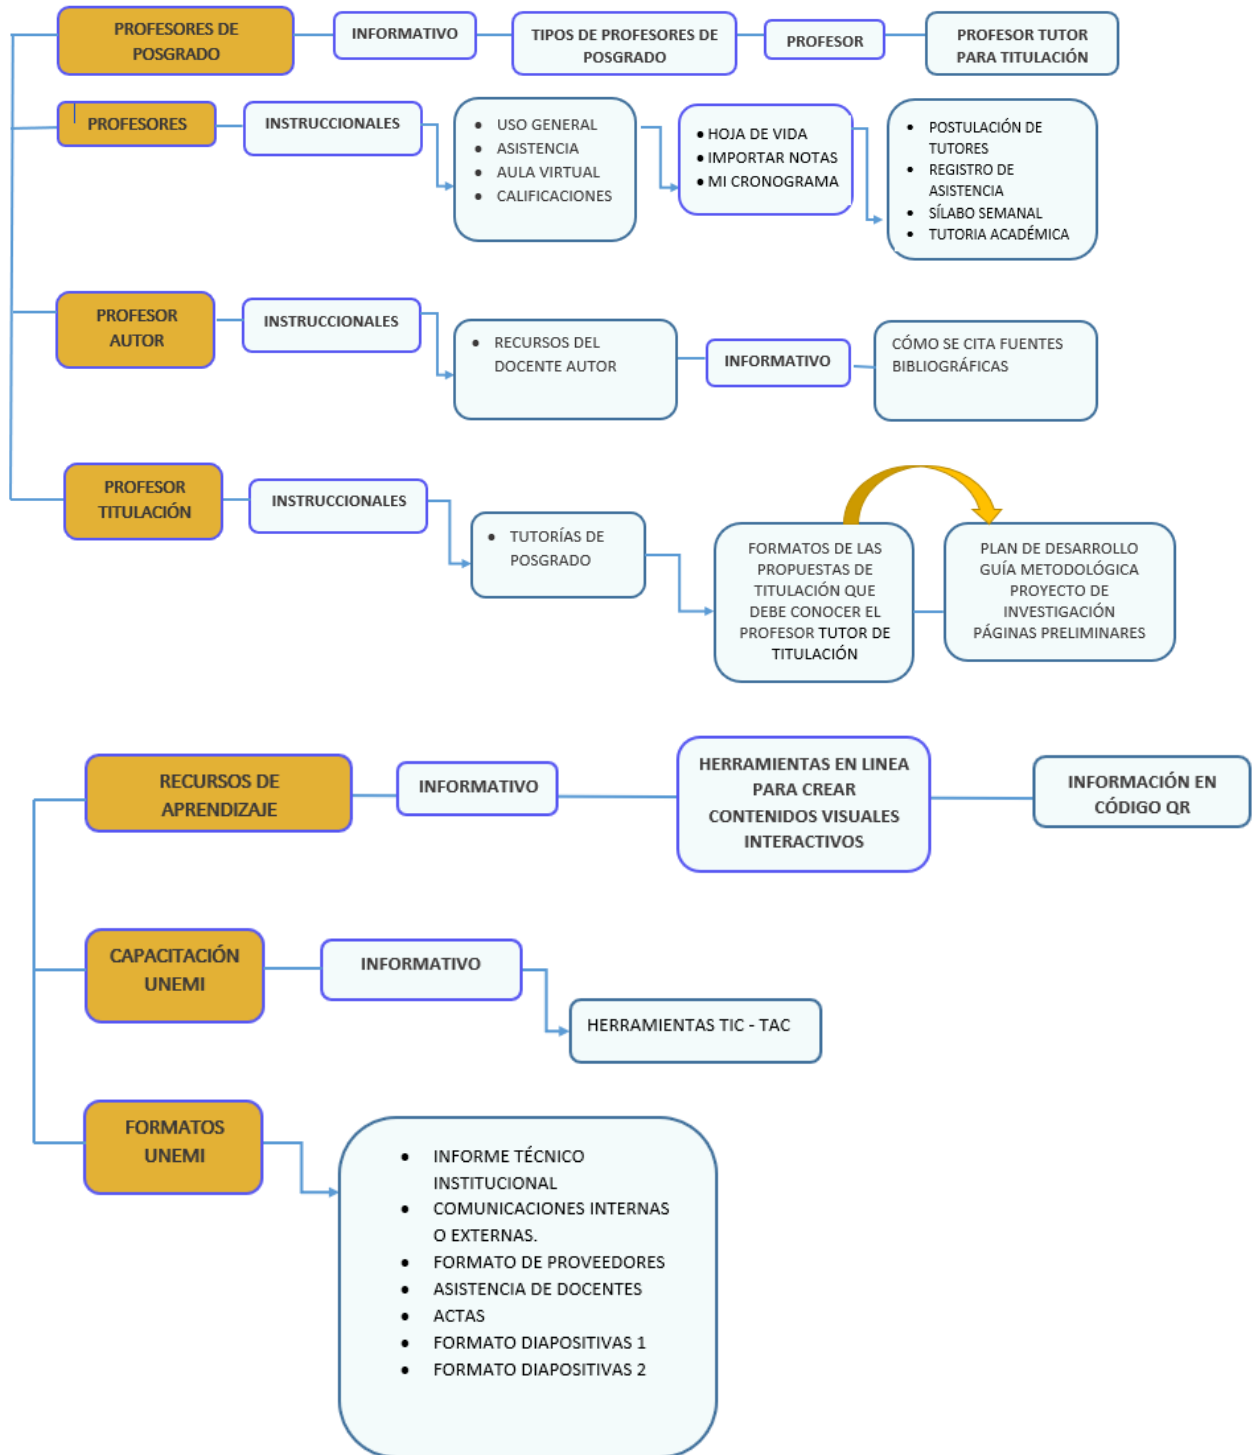 PROFESORES DE
POSGRADO
INFORMATIVO
TIPOS DE PROFESORES DE
POSGRADO
PROFESOR
PROFESOR TUTOR
PARA TITULACIÓN
PROFESORES
INSTRUCCIONALES
• USO GENERAL
• ASISTENCIA
• AULA VIRTUAL
• CALIFICACIONES
• HOJA DE VIDA
• IMPORTAR NOTAS
• MI CRONOGRAMA
• POSTULACIÓN DE
TUTORES
• REGISTRO DE
ASISTENCIA
• SÍLABO SEMANAL
• TUTORIA ACADÉMICA
PROFESOR
AUTOR
INSTRUCCIONALES
• RECURSOS DEL
DOCENTE AUTOR
INFORMATIVO
CÓMO SE CITA FUENTES
BIBLIOGRÁFICAS
PROFESOR
TITULACIÓN
INSTRUCCIONALES
• TUTORÍAS DE
POSGRADO
FORMATOS DE LAS
PROPUESTAS DE
TITULACIÓN QUE
DEBE CONOCER EL
PROFESOR TUTOR DE
TITULACIÓN
PLAN DE DESARROLLO
GUÍA METODOLÓGICA
PROYECTO DE
INVESTIGACIÓN
PÁGINAS PRELIMINARES
RECURSOS DE
APRENDIZAJE
INFORMATIVO
HERRAMIENTAS EN LINEA
PARA CREAR
CONTENIDOS VISUALES
INTERACTIVOS
INFORMACIÓN EN
CÓDIGO QR
CAPACITACIÓN
UNEMI
INFORMATIVO
HERRAMIENTAS TIC - TAC
FORMATOS
UNEMI
• INFORME TÉCNICO
INSTITUCIONAL
• COMUNICACIONES INTERNAS
O EXTERNAS.
• FORMATO DE PROVEEDORES
• ASISTENCIA DE DOCENTES
• ACTAS
• FORMATO DIAPOSITIVAS 1
• FORMATO DIAPOSITIVAS 2